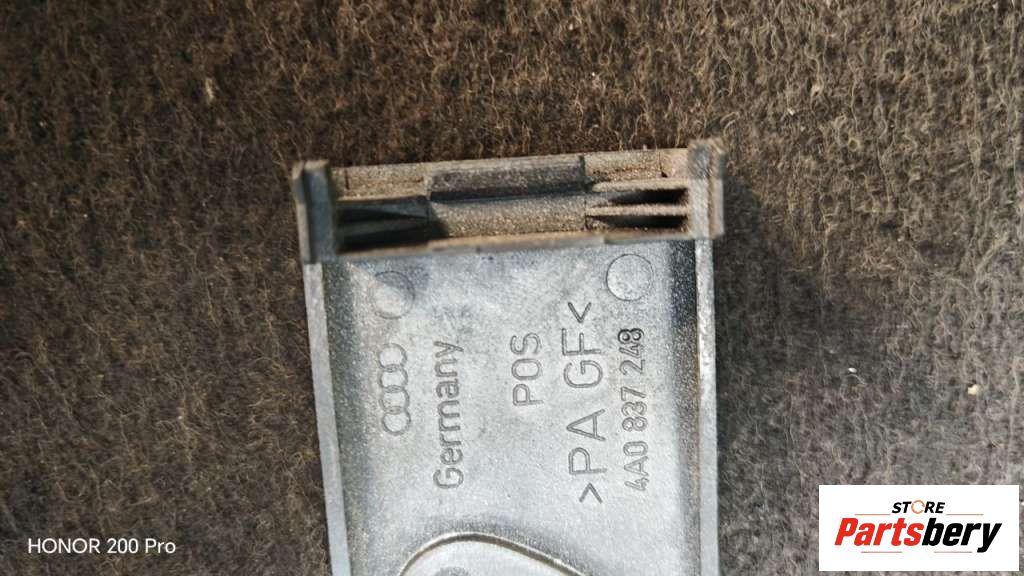 Germany
POS
>PA GF<
4A0 837 248
HONOR 200 Pro
STORE
Partsbery